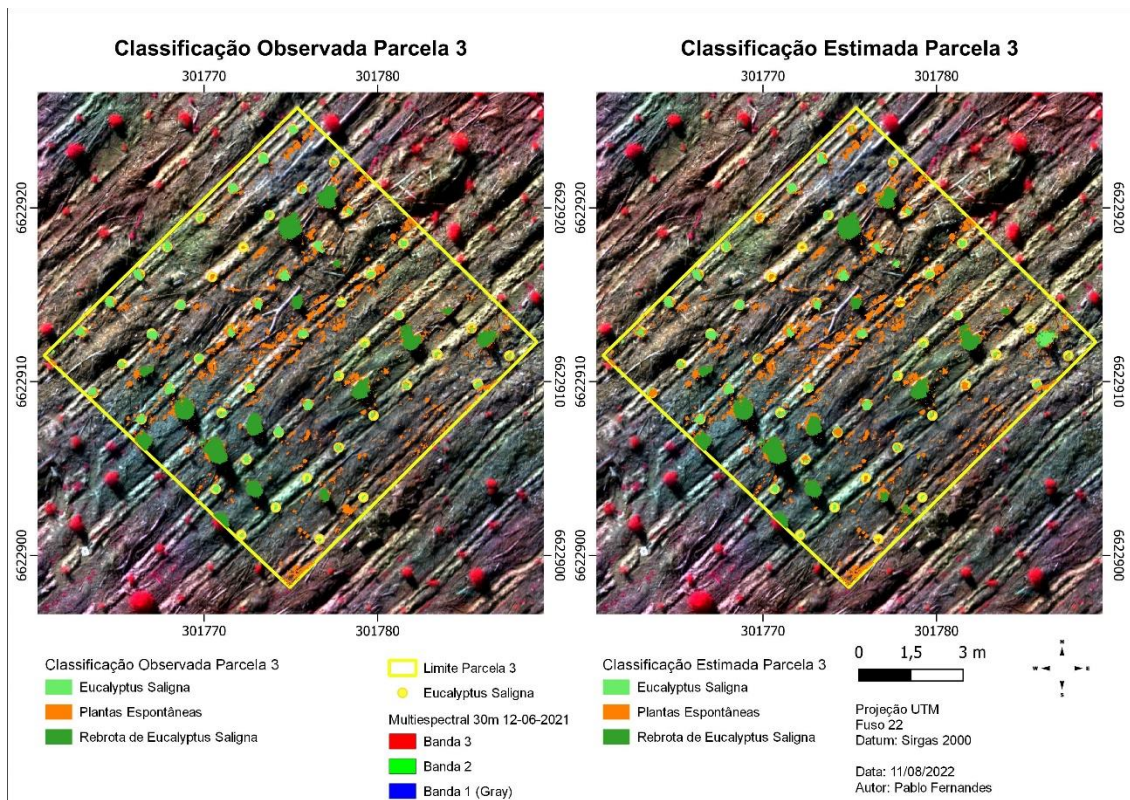 Classificação Observada Parcela 3
301770 301780
6622920
6622910
6622900
6622920
6622910
6622900
301770 301780
Classificação Estimada Parcela 3
301770 301780
6622920
6622910
6622900
6622920
6622910
6622900
301770 301780
Classificação Observada Parcela 3
Eucalyptus Saligna
Plantas Espontâneas
Rebrota de Eucalyptus Saligna
Limite Parcela 3
Eucalyptus Saligna
Multiespectral 30m 12-06-2021
Banda 3
Banda 2
Banda 1 (Gray)
Classificação Estimada Parcela 3
Eucalyptus Saligna
Plantas Espontâneas
Rebrota de Eucalyptus Saligna
0 1,5 3 m
N
W E
S
Projeção UTM
Fuso 22
Datum: Sirgas 2000
Data: 11/08/2022
Autor: Pablo Fernandes